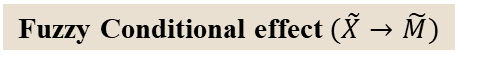 Fuzzy Conditional effect (X̃ → M̃)